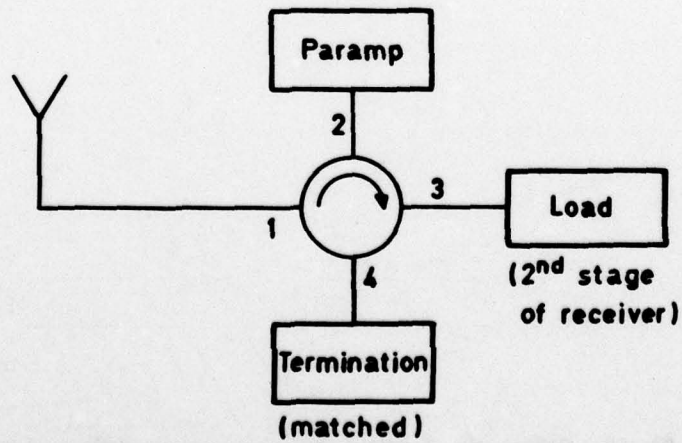 Paramp
2
3
1
Load
4
(2nd stage
of receiver)
Termination
(matched)